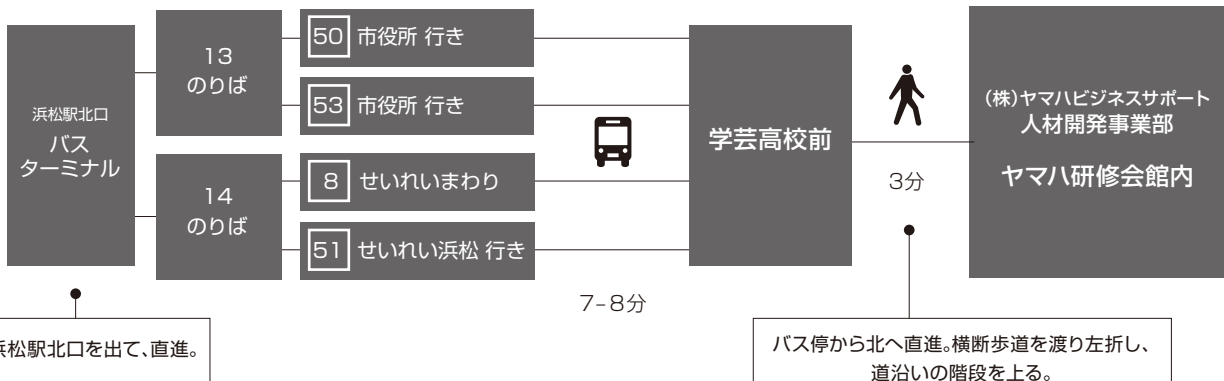 浜松駅北口
バス
ターミナル
13
のりば
14
のりば
50 市役所 行き
53 市役所 行き
8 せいれいまわり
51 せいれい浜松 行き
7-8分
学芸高校前
3分
(株)ヤマハビジネスサポート
人材開発事業部
ヤマハ研修会館内
浜松駅北口を出て、直進。
バス停から北へ直進。横断歩道を渡り左折し、
道沿いの階段を上る。